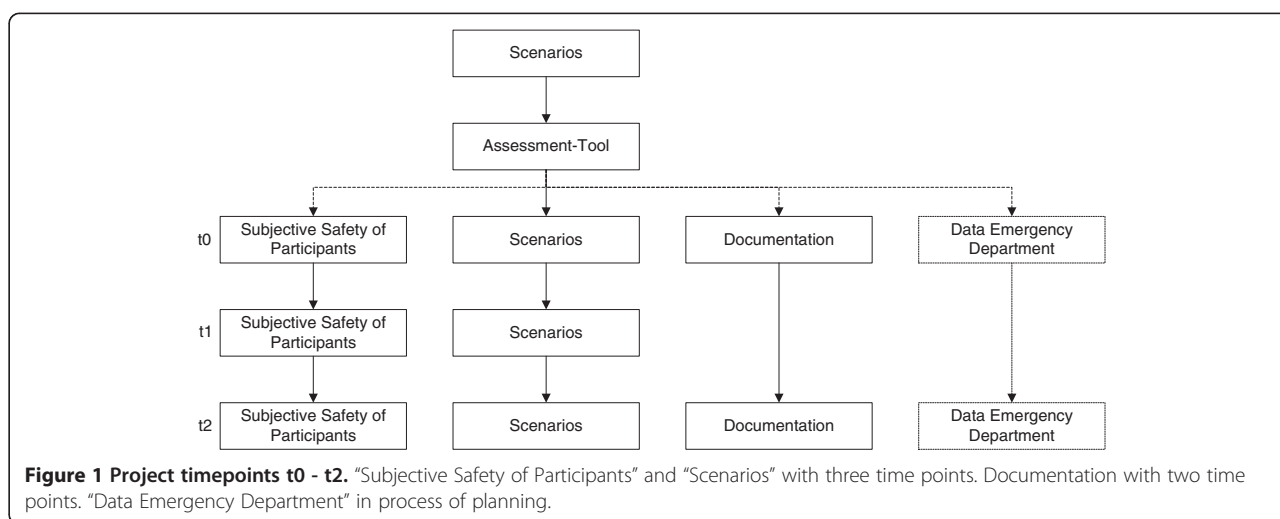 Scenarios
Assessment-Tool
t0
Subjective Safety of
Participants
Scenarios
Documentation
Data Emergency
Department
t1
Subjective Safety of
Participants
Scenarios
t2
Subjective Safety of
Participants
Scenarios
Documentation
Data Emergency
Department
Figure 1 Project timepoints t0 - t2. “Subjective Safety of Participants” and “Scenarios” with three time points. Documentation with two time
points. “Data Emergency Department” in process of planning.